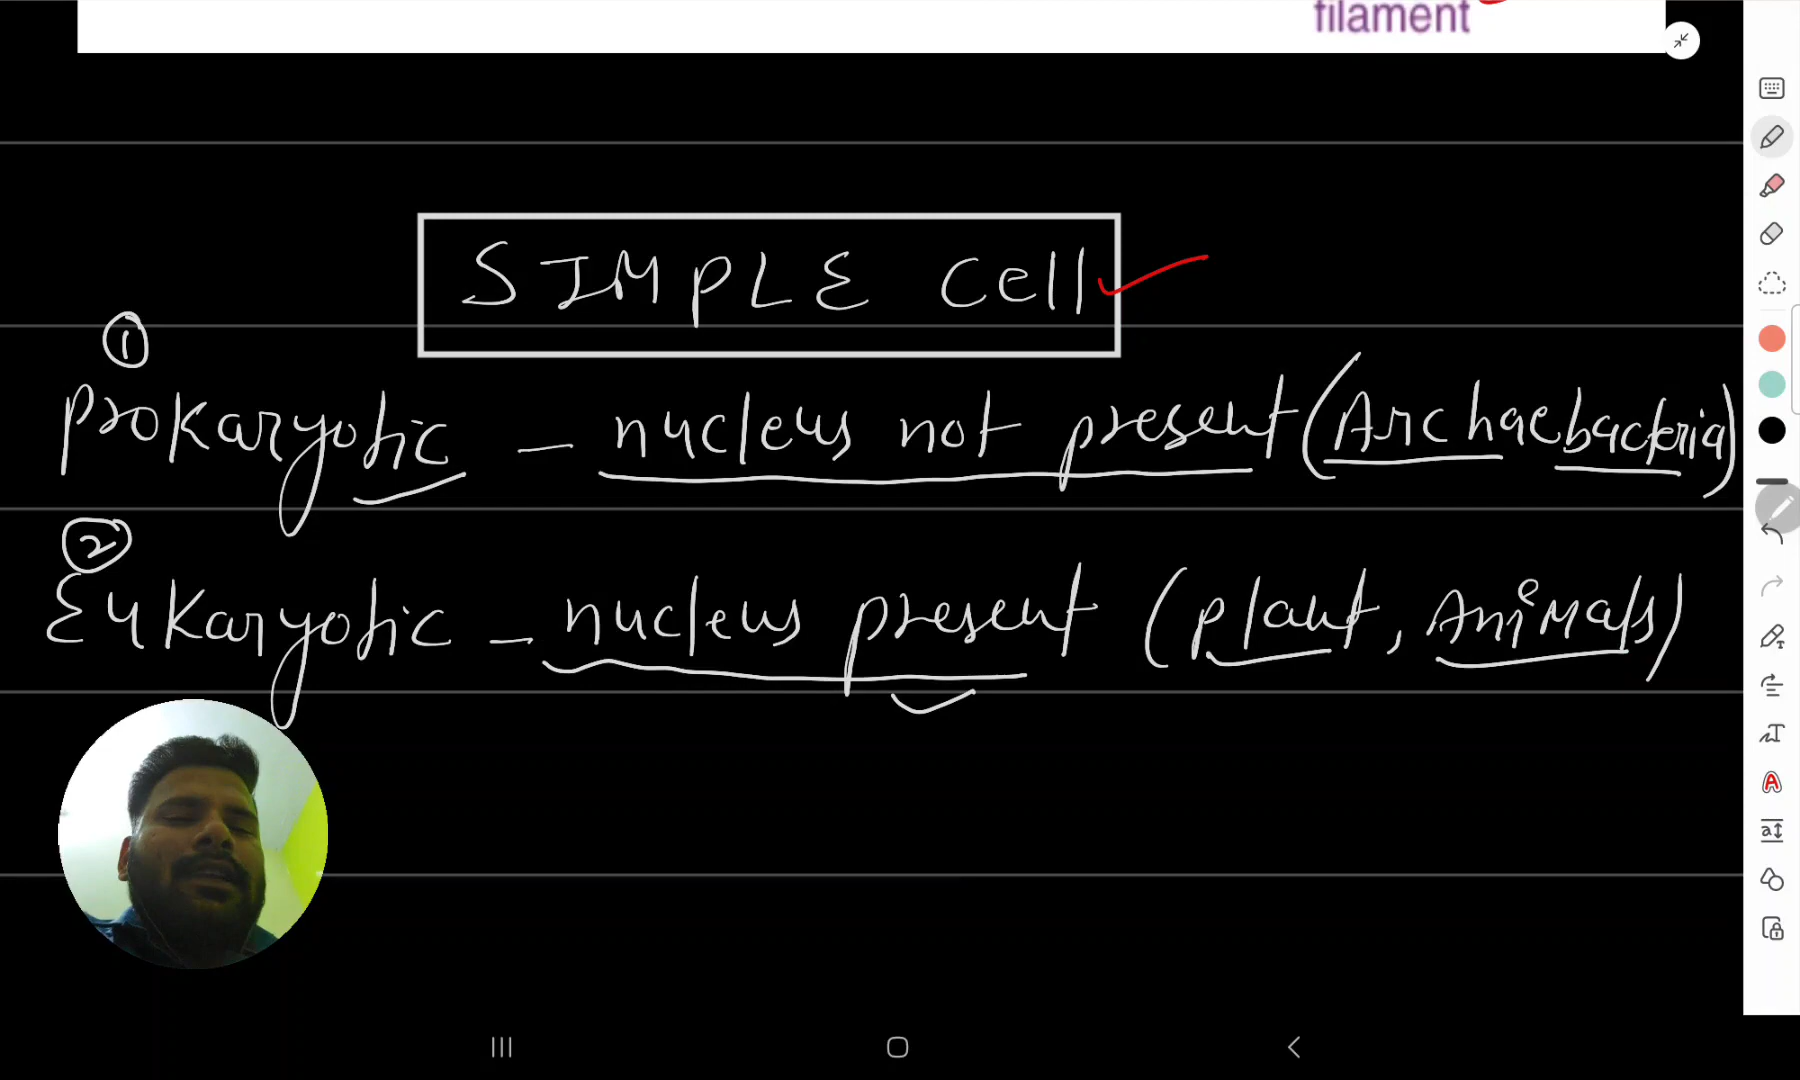 filament
SIMPLE Cell
1
Prokaryotic - nucleus not present (Archaebacteria)
2
Eukaryotic - nucleus present (plant, Animals)